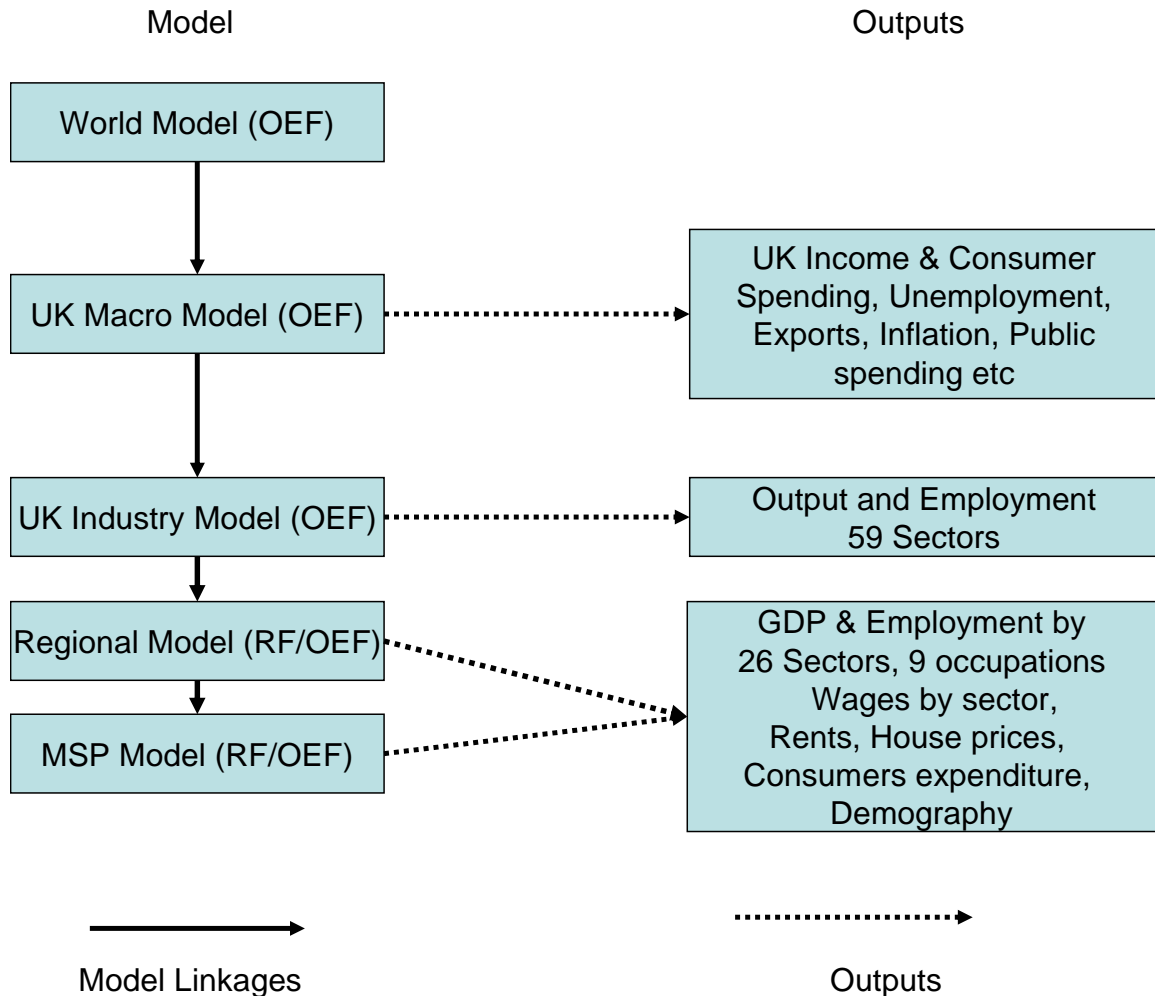 Model
Outputs
World Model (OEF)
UK Macro Model (OEF)
UK Income & Consumer
Spending, Unemployment,
Exports, Inflation, Public
spending etc
UK Industry Model (OEF)
Output and Employment
59 Sectors
Regional Model (RF/OEF)
MSP Model (RF/OEF)
GDP & Employment by
26 Sectors, 9 occupations
Wages by sector,
Rents, House prices,
Consumers expenditure,
Demography
Model Linkages
Outputs